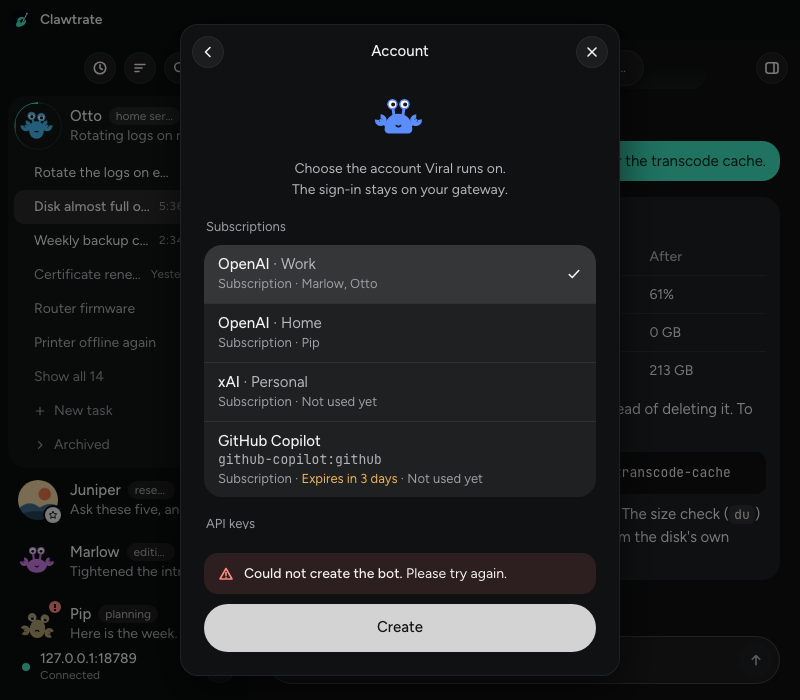 Clawtrate
Account
Otto home ser...
Rotating logs on
Rotate the logs on e...
Disk almost full o... 5:36
Weekly backup c... 2:34
Certificate rene... Yeste
Router firmware
Printer offline again
Show all 14
+ New task
Archived
Juniper rese...
Ask these five, an
Marlow editi...
Tightened the intr
Pip planning
Here is the week.
127.0.0.1:18789
Connected
Choose the account Viral runs on.
The sign-in stays on your gateway.
Subscriptions
OpenAI · Work
Subscription · Marlow, Otto
OpenAI · Home
Subscription · Pip
xAI · Personal
Subscription · Not used yet
GitHub Copilot
github-copilot:github
Subscription · Expires in 3 days · Not used yet
API keys
Could not create the bot. Please try again.
Create
the transcode cache.
After
61%
0 GB
213 GB
ead of deleting it. To
transcode-cache
The size check ( du )
m the disk's own